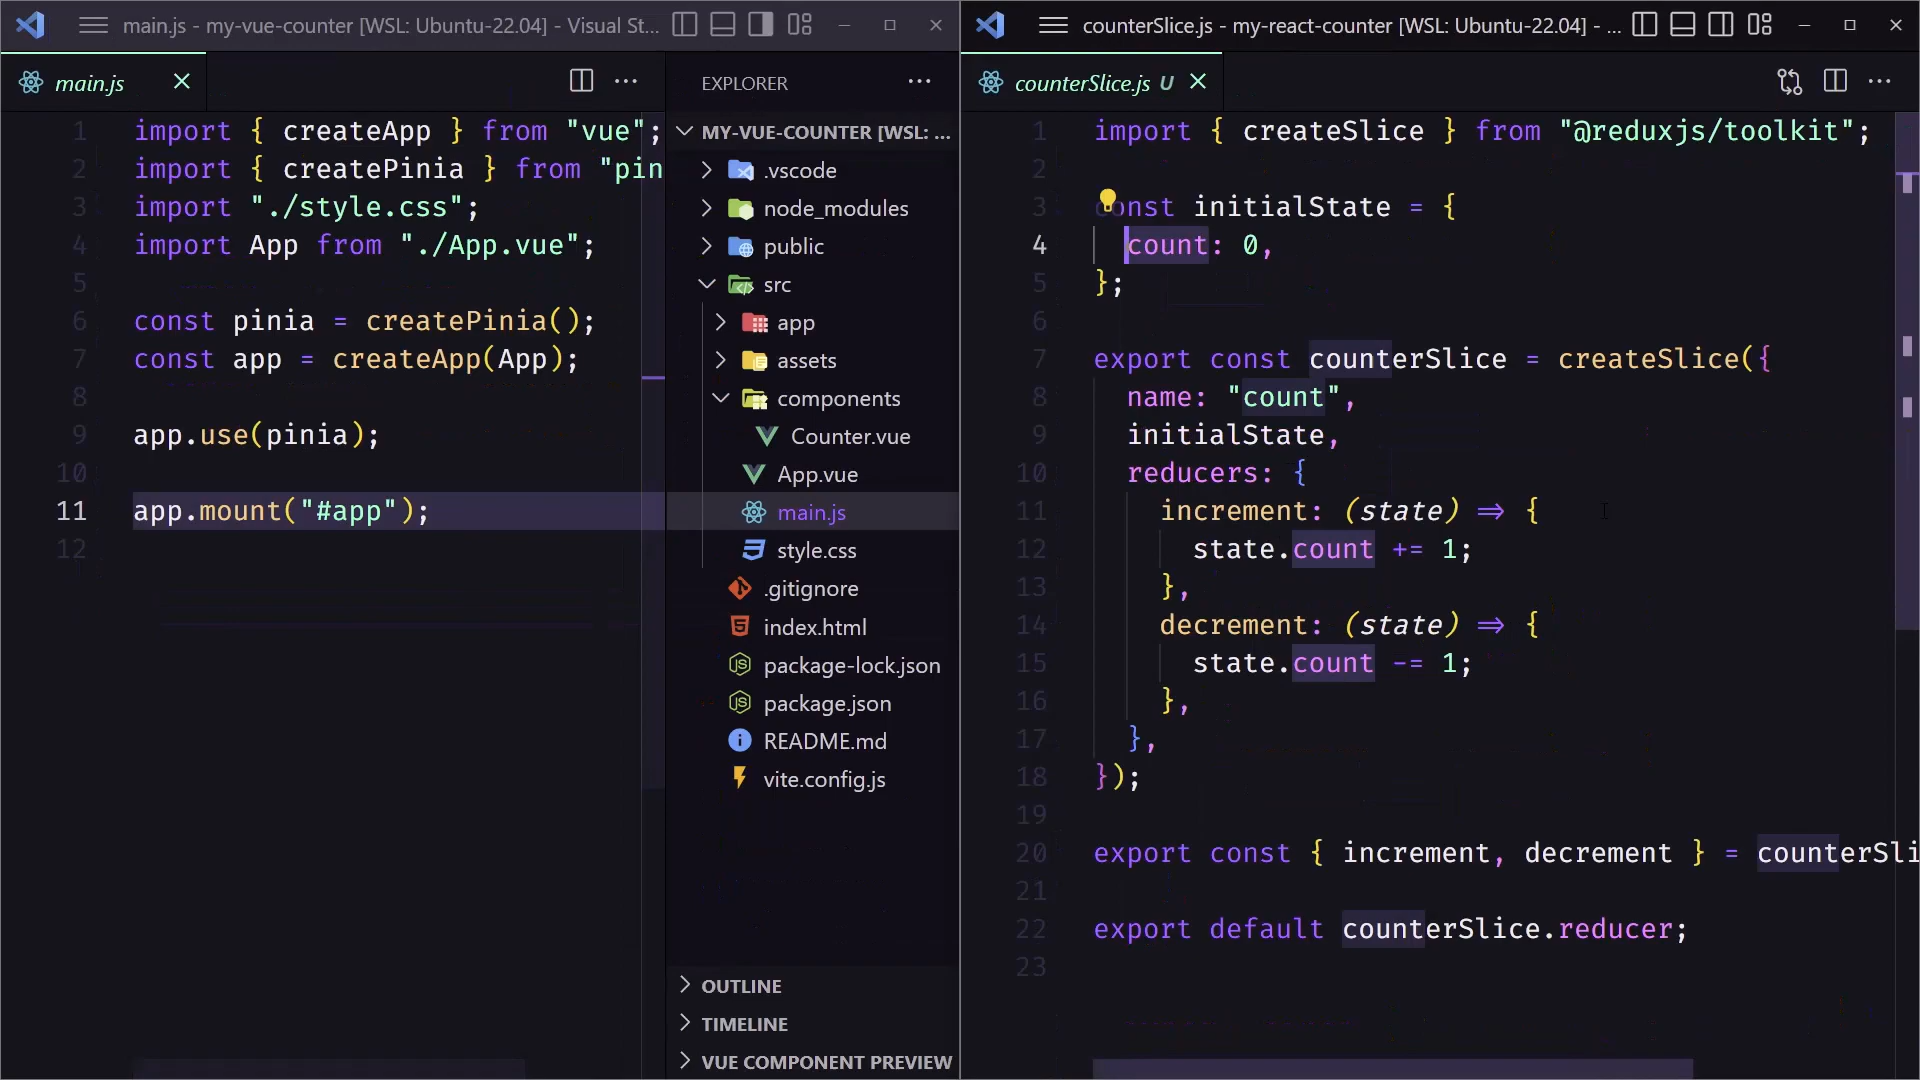 main.js - my-vue-counter [WSL: Ubuntu-22.04] - Visual St...
main.js
1 import { createApp } from "vue";
2 import { createPinia } from "pin
3 import "./style.css";
4 import App from "./App.vue";
5
6 const pinia = createPinia();
7 const app = createApp(App);
8
9 app.use(pinia);
10
11 app.mount("#app");
12
EXPLORER
MY-VUE-COUNTER [WSL: ...
.vscode
node_modules
public
src
app
assets
components
Counter.vue
App.vue
main.js
style.css
.gitignore
index.html
package-lock.json
package.json
README.md
vite.config.js
OUTLINE
TIMELINE
VUE COMPONENT PREVIEW
counterSlice.js - my-react-counter [WSL: Ubuntu-22.04] - ...
counterSlice.js U
1 import { createSlice } from "@reduxjs/toolkit";
2
3 const initialState = {
4 count: 0,
5 };
6
7 export const counterSlice = createSlice({
8 name: "count",
9 initialState,
10 reducers: {
11 increment: (state) => {
12 state.count += 1;
13 },
14 decrement: (state) => {
15 state.count -= 1;
16 },
17 },
18 });
19
20 export const { increment, decrement } = counterSli
21
22 export default counterSlice.reducer;
23